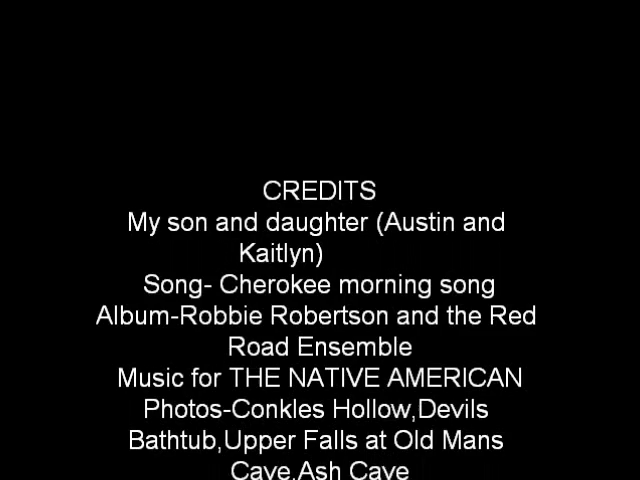 CREDITS
My son and daughter (Austin and
Kaitlyn)
Song- Cherokee morning song
Album-Robbie Robertson and the Red
Road Ensemble
Music for THE NATIVE AMERICAN
Photos-Conkles Hollow,Devils
Bathtub,Upper Falls at Old Mans
Cave,Ash Cave